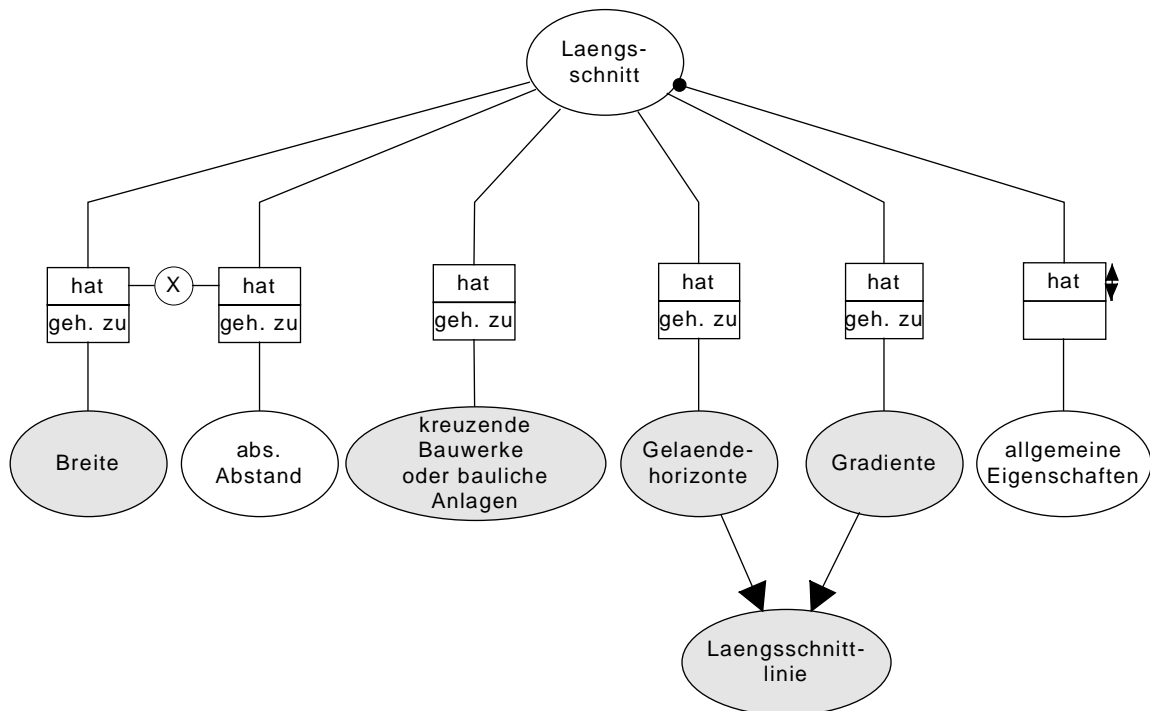 Laengs-
schnitt
hat
X
hat
hat
hat
hat
hat
geh. zu
geh. zu
geh. zu
geh. zu
geh. zu
Breite
abs.
Abstand
kreuzende
Bauwerke
oder bauliche
Anlagen
Gelaende-
horizonte
Gradiente
allgemeine
Eigenschaften
Laengsschnitt-
linie